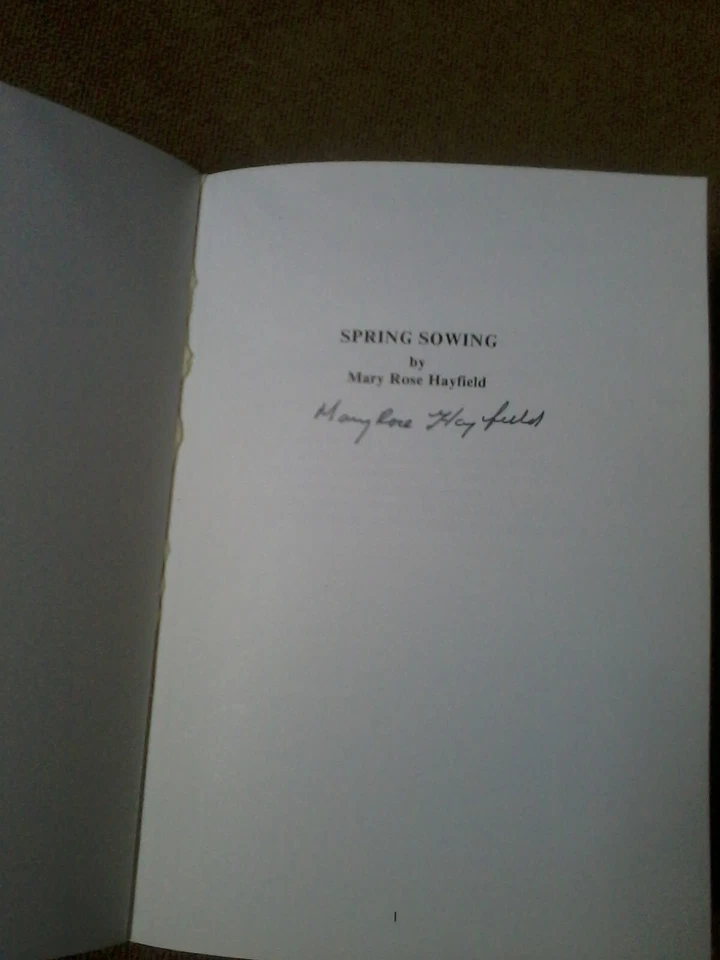 SPRING SOWING
by
Mary Rose Hayfield
Mary Rose Hayfield
1